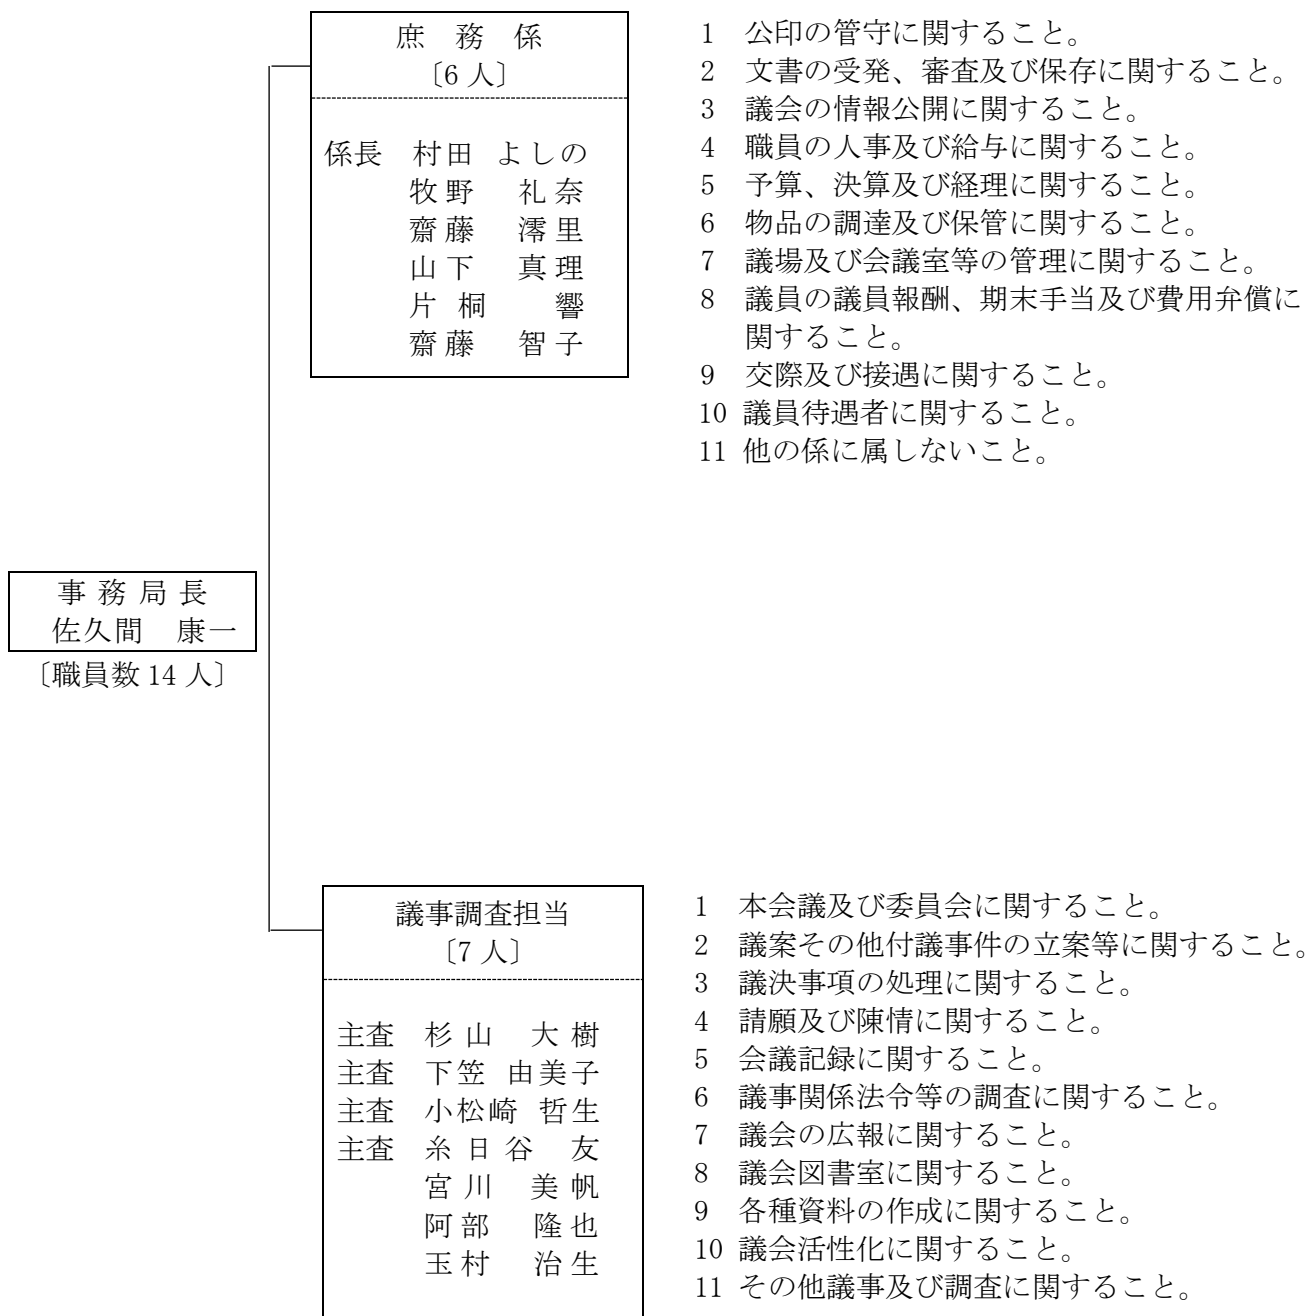 庶務係
〔6人〕
係長 村田 よしの
牧野 礼奈
齋藤 澪里
山下 真理
片桐 響
齋藤 智子
1 公印の管守に関すること。
2 文書の受発、審査及び保存に関すること。
3 議会の情報公開に関すること。
4 職員の人事及び給与に関すること。
5 予算、決算及び経理に関すること。
6 物品の調達及び保管に関すること。
7 議場及び会議室等の管理に関すること。
8 議員の議員報酬、期末手当及び費用弁償に
関すること。
9 交際及び接遇に関すること。
10 議員待遇者に関すること。
11 他の係に属しないこと。
事務局長
佐久間 康一
〔職員数14人〕
議事調査担当
〔7人〕
主査 杉山 大樹
主査 下笠 由美子
主査 小松崎 哲生
主査 糸日谷 友
宮川 美帆
阿部 隆也
玉村 治生
1 本会議及び委員会に関すること。
2 議案その他付議事件の立案等に関すること。
3 議決事項の処理に関すること。
4 請願及び陳情に関すること。
5 会議記録に関すること。
6 議事関係法令等の調査に関すること。
7 議会の広報に関すること。
8 議会図書室に関すること。
9 各種資料の作成に関すること。
10 議会活性化に関すること。
11 その他議事及び調査に関すること。